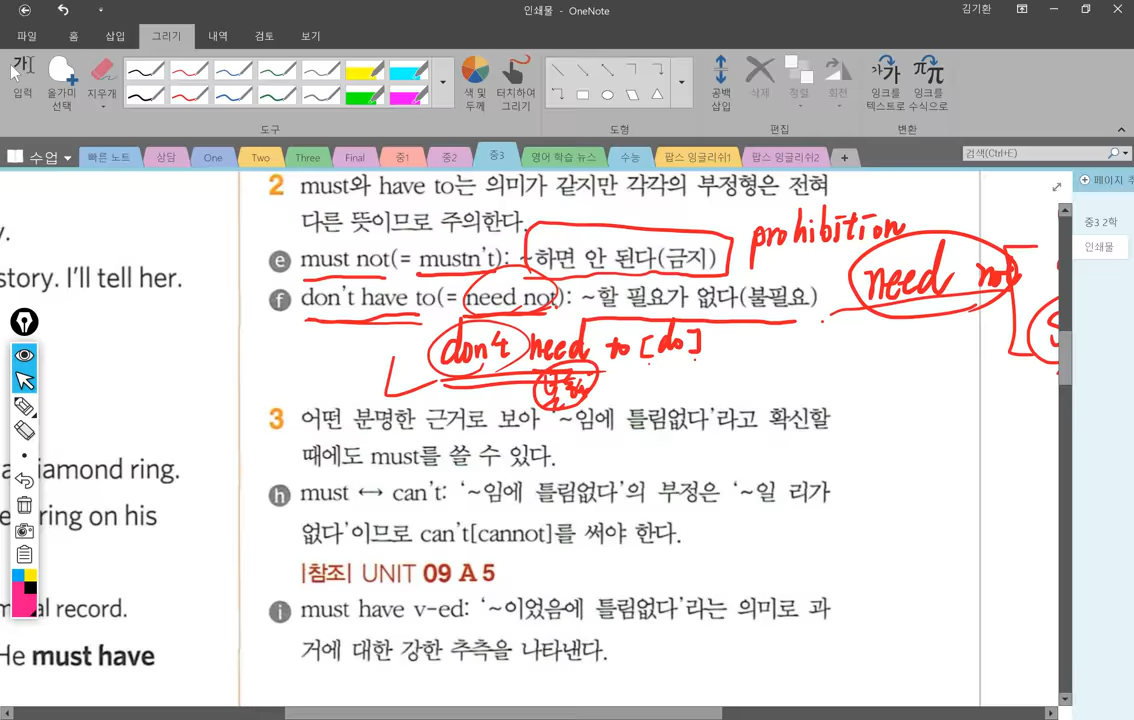 인쇄물 - OneNote
김기환
파일 홈 삽입 그리기 내역 검토 보기
가
입력
올가미 선택
지우개
색 및 두께
터치하여 그리기
공백 삽입
삭제
정렬
회전
잉크를 텍스트로
잉크를 수식으로
도구 도형 편집 변환
수업 빠른 노트 상담 One Two Three Final 중1 중2 중3 영어 학습 뉴스 수능 팝스 잉글리쉬1 팝스 잉글리쉬2
검색(Ctrl+E)
페이지 추
중3 2학
인쇄물
2 must와 have to는 의미가 같지만 각각의 부정형은 전혀
다른 뜻이므로 주의한다.
prohibition
e must not(= mustn't): ~하면 안 된다(금지)
need not
f don't have to(= need not): ~할 필요가 없다(불필요)
don't need to [do]
3 어떤 분명한 근거로 보아 '~임에 틀림없다'라고 확신할
때에도 must를 쓸 수 있다.
h must ↔ can't: '~임에 틀림없다'의 부정은 '~일 리가
없다'이므로 can't[cannot]를 써야 한다.
|참조| UNIT 09 A 5
i must have v-ed: '~이었음에 틀림없다'라는 의미로 과
거에 대한 강한 추측을 나타낸다.
y.
story. I'll tell her.
a diamond ring.
ring on his
al record.
He must have